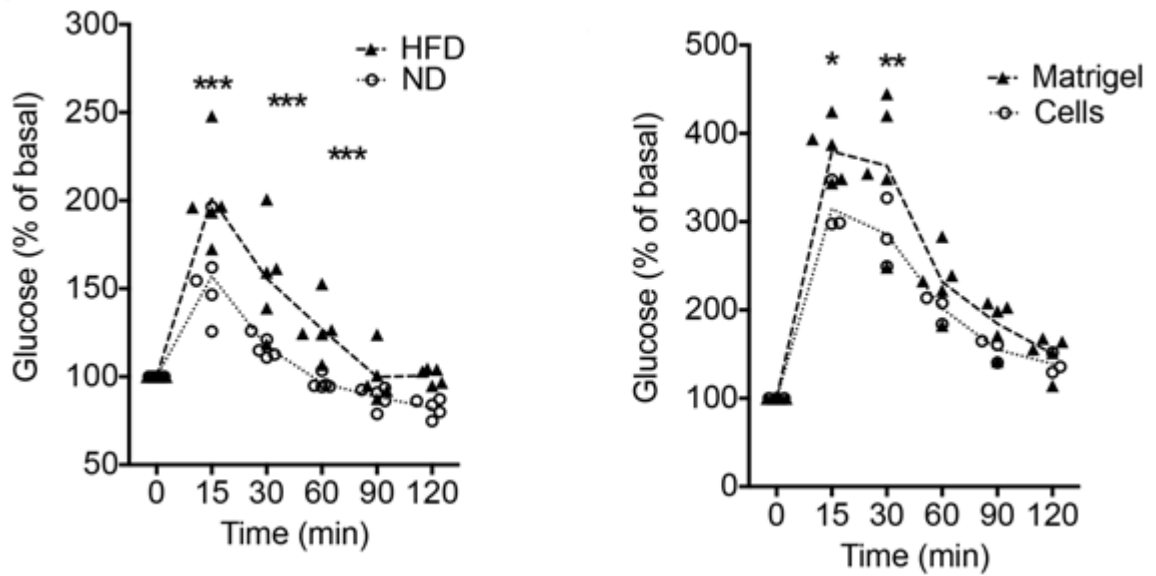 300
250
200
150
100
50
Glucose (% of basal)
HFD
ND
***
***
***
0 15 30 60 90 120
Time (min)
500
400
300
200
100
0
Glucose (% of basal)
Matrigel
Cells
* **
0 15 30 60 90 120
Time (min)